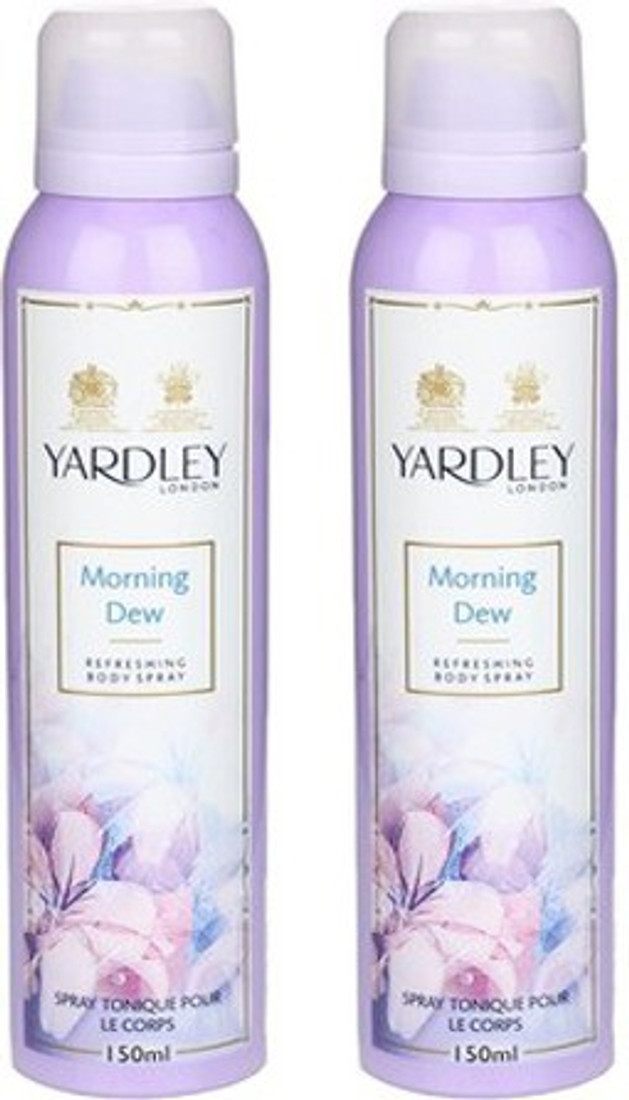 YARDLEY
LONDON
Morning
Dew
REFRESHING
BODY SPRAY
SPRAY TONIQUE POUR
LE CORPS
150ml
YARDLEY
LONDON
Morning
Dew
REFRESHING
BODY SPRAY
SPRAY TONIQUE POUR
LE CORPS
150ml